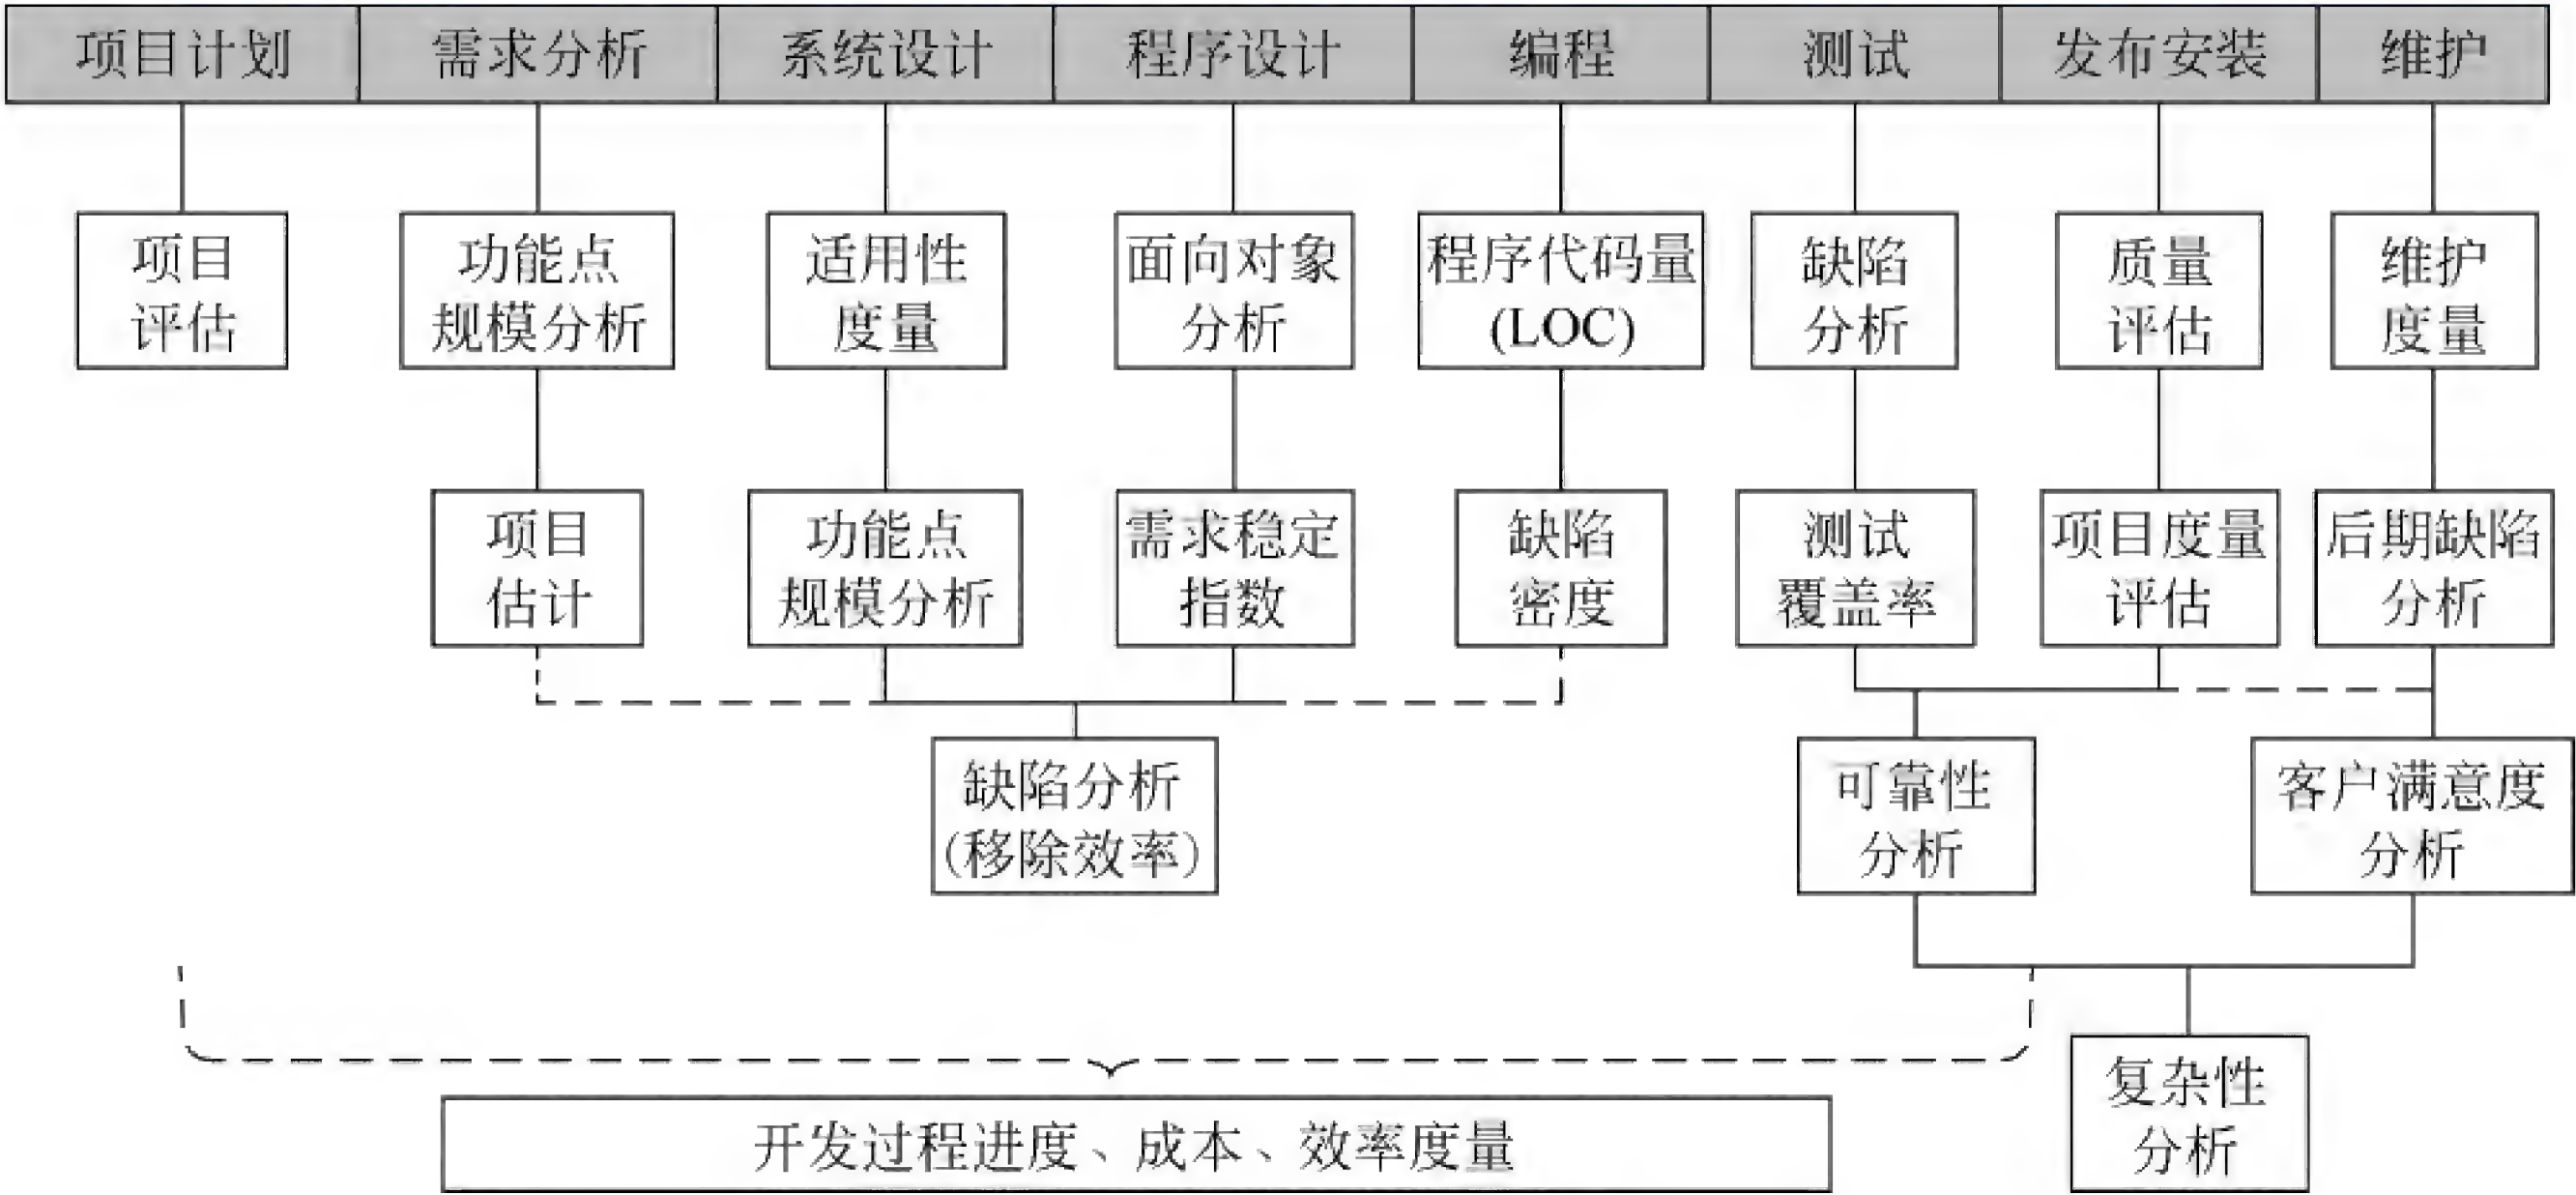 项目计划
需求分析
系统设计
程序设计
编程
测试
发布安装
维护
项目
评估
功能点
规模分析
适用性
度量
面向对象
分析
程序代码量
(LOC)
缺陷
分析
质量
评估
维护
度量
项目
估计
功能点
规模分析
需求稳定
指数
缺陷
密度
测试
覆盖率
项目度量
评估
后期缺陷
分析
缺陷分析
(移除效率)
可靠性
分析
客户满意度
分析
开发过程进度、成本、效率度量
复杂性
分析